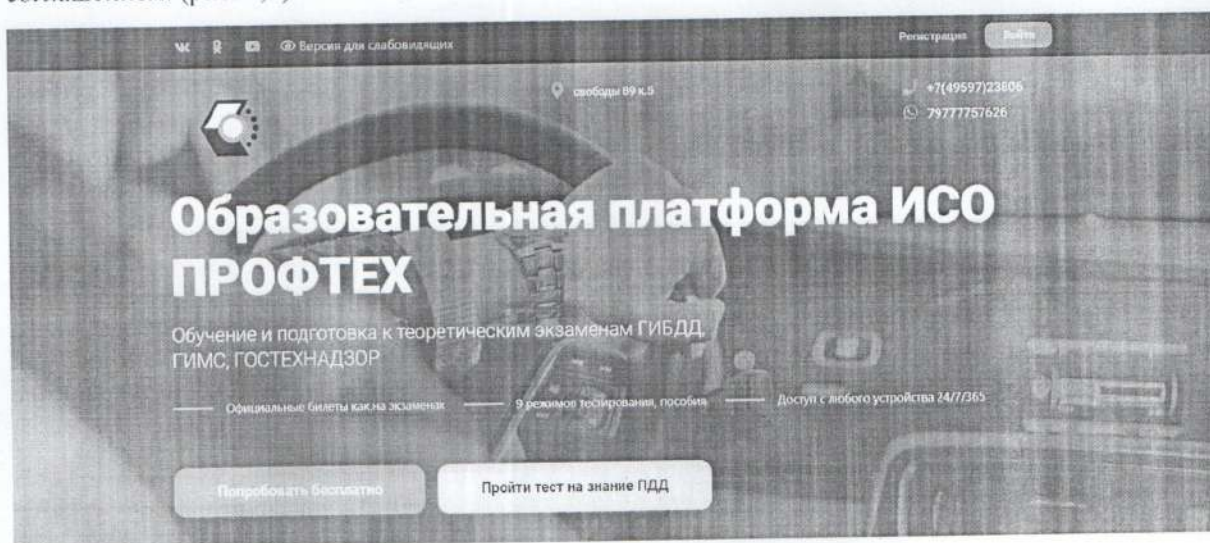 Версия для слабовидящих
Регистрация
Войти
свободы 89 к.5
+7(49597)23806
79777757626
Образовательная платформа ИСО
ПРОФТЕХ
Обучение и подготовка к теоретическим экзаменам ГИБДД,
ГИМС, ГОСТЕХНАДЗОР
Официальные билеты как на экзаменах
9 режимов тестирования, пособия
Доступ с любого устройства 24/7/365
Попробовать бесплатно
Пройти тест на знание ПДД